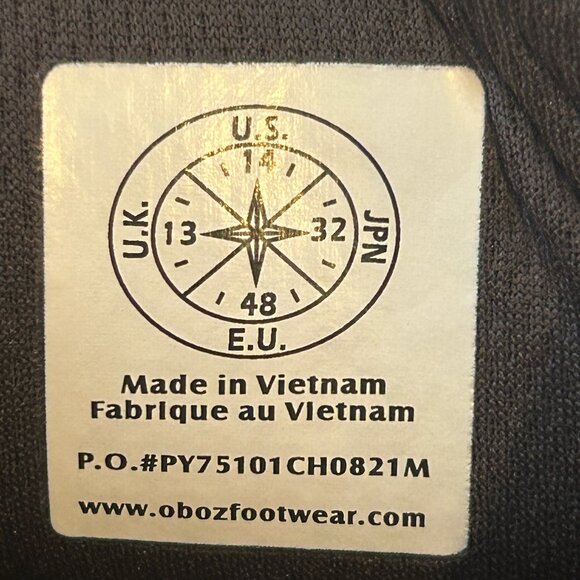 U.S.
14
U.K.
13
32
JPN
48
E.U.
Made in Vietnam
Fabrique au Vietnam
P.O.#PY75101CH0821M
www.obozfootwear.com